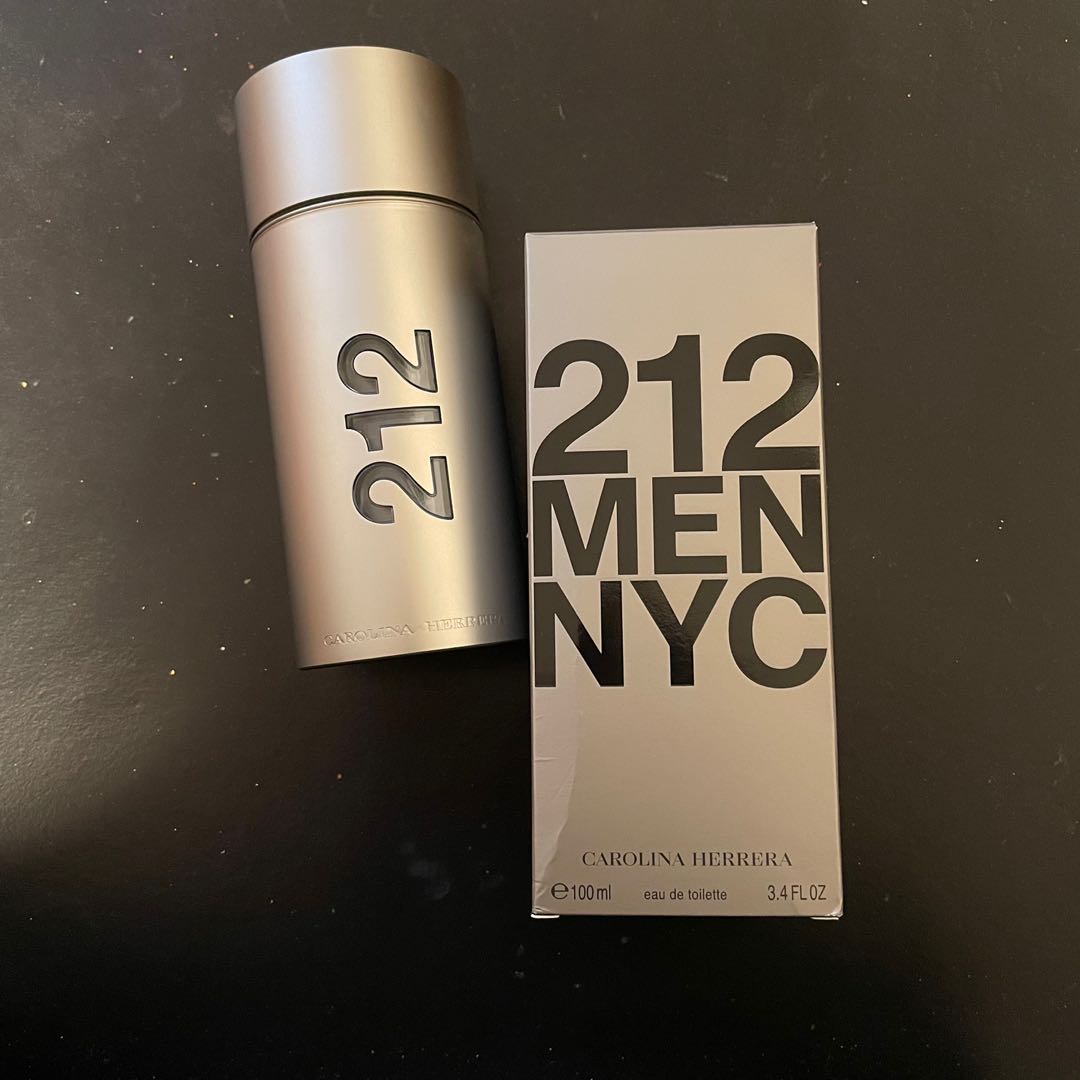 212
CAROLINA HERRERA
212
MEN
NYC
CAROLINA HERRERA
℮100 ml eau de toilette 3.4 FL OZ